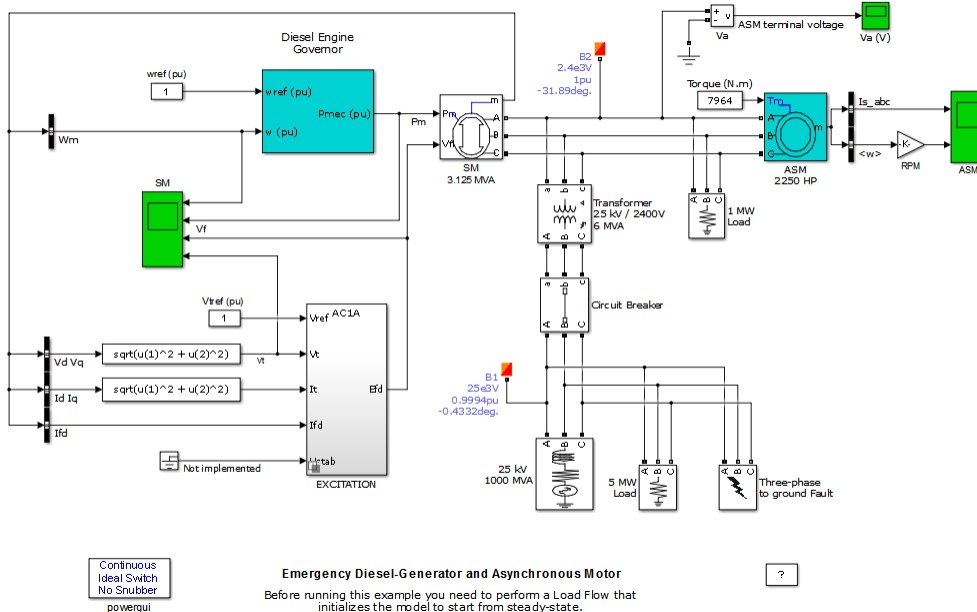 Diesel Engine
Governor
wref (pu)
1
wref (pu)
w (pu)
Pmec (pu)
Wm
Pm
Pm
Vf
m
A
B
C
SM
3.125 MVA
B2
2.4e3V
1pu
-31.89deg.
+
-
v
Va
ASM terminal voltage
Va (V)
Torque (N.m)
7964
Tm
A
B
C
m
ASM
2250 HP
Is_abc
<w>
-K-
RPM
ASM
SM
Vf
a
b
c
A
B
C
Transformer
25 kV / 2400V
6 MVA
A
B
C
1 MW
Load
a
b
c
A
B
C
Circuit Breaker
Vtref (pu)
1
AC1A
Vref
Vt
It
Ifd
Efd
EXCITATION
Vd Vq
sqrt(u(1)^2 + u(2)^2)
Vt
Id Iq
sqrt(u(1)^2 + u(2)^2)
Ifd
Not implemented
B1
25e3V
0.9994pu
-0.4332deg.
A
B
C
25 kV
1000 MVA
A
B
C
5 MW
Load
A
B
C
Three-phase
to ground Fault
Continuous
Ideal Switch
No Snubber
powergui
Emergency Diesel-Generator and Asynchronous Motor
Before running this example you need to perform a Load Flow that
initializes the model to start from steady-state.
?